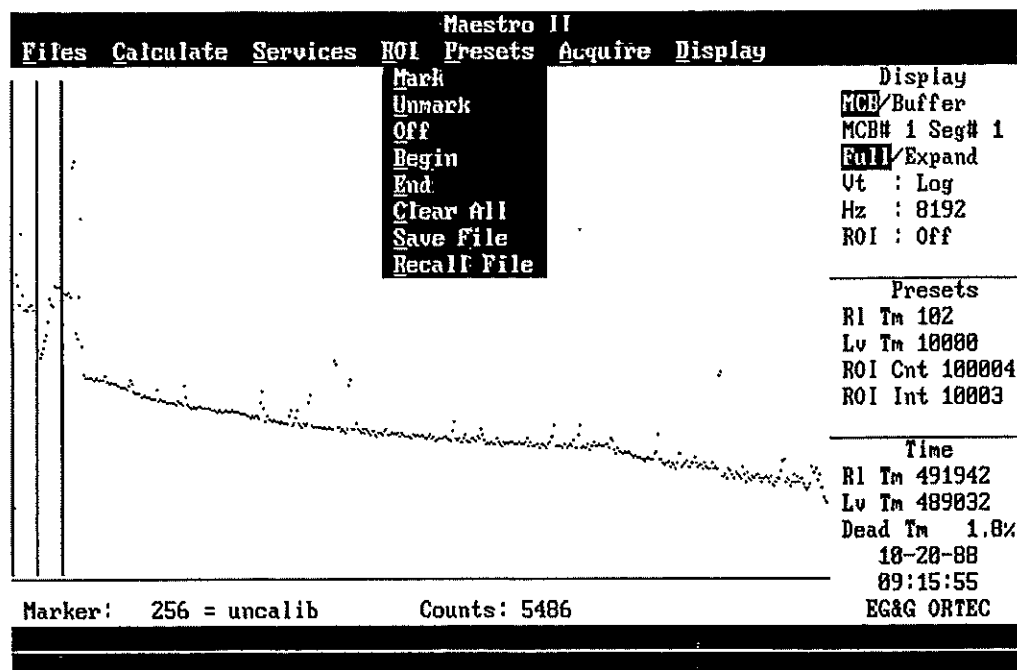 Maestro II
Files Calculate Services ROI Presets Acquire Display
Mark
Unmark
Off
Begin
End
Clear All
Save File
Recall File
Display
MCB/Buffer
MCB# 1 Seg# 1
Full/Expand
Vt : Log
Hz : 8192
ROI : Off
Presets
Rl Tm 102
Lv Tm 10000
ROI Cnt 100004
ROI Int 10003
Time
Rl Tm 491942
Lv Tm 489032
Dead Tm 1.8%
10-20-88
09:15:55
EG&G ORTEC
Marker: 256 = uncalib Counts: 5486